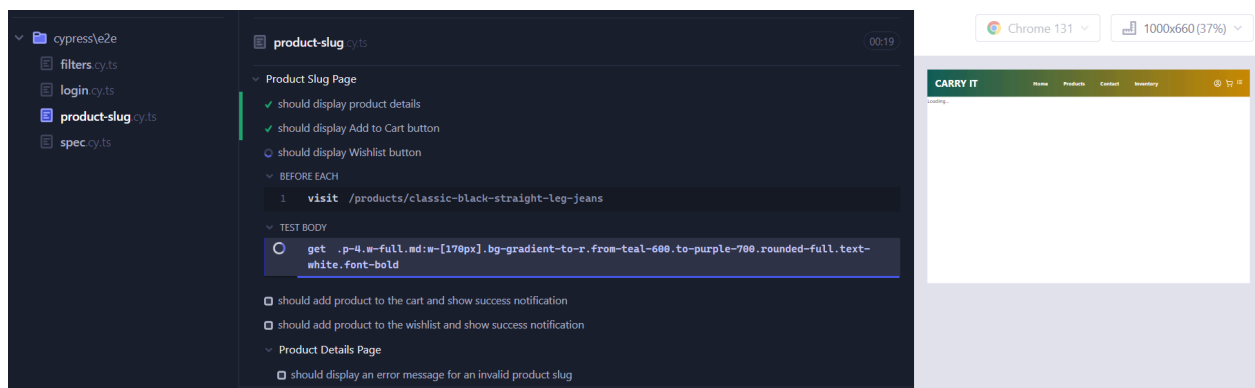 cypress\e2e
filters.cy.ts
login.cy.ts
product-slug.cy.ts
spec.cy.ts
product-slug.cy.ts 00:19
Product Slug Page
should display product details
should display Add to Cart button
should display Wishlist button
BEFORE EACH
1 visit /products/classic-black-straight-leg-jeans
TEST BODY
get .p-4.w-full.md:w-[170px].bg-gradient-to-r.from-teal-600.to-purple-700.rounded-full.text-
white.font-bold
should add product to the cart and show success notification
should add product to the wishlist and show success notification
Product Details Page
should display an error message for an invalid product slug
Chrome 131 1000x660 (37%)
CARRY IT Home Products Contact Inventory
Loading...